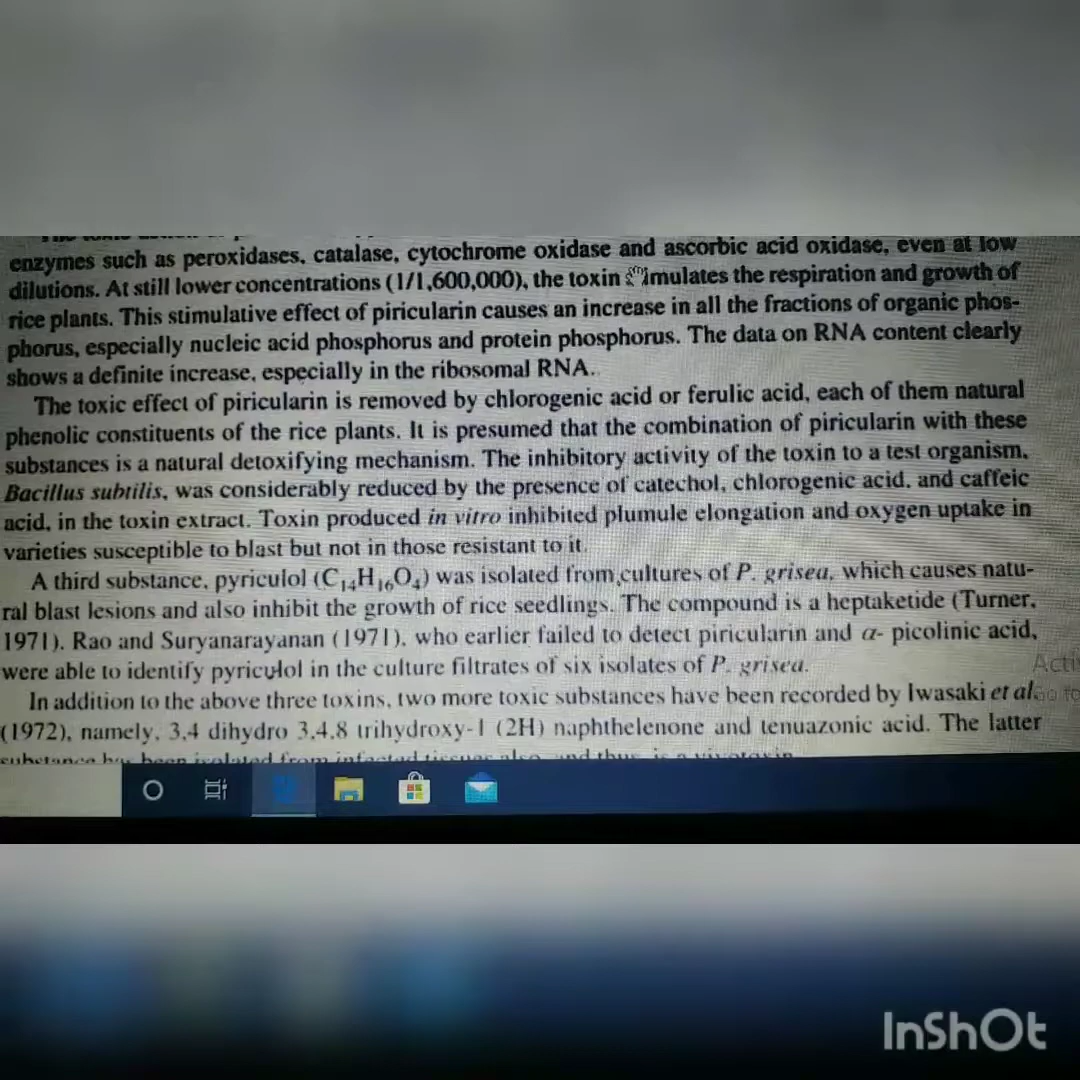 enzymes such as peroxidases, catalase, cytochrome oxidase and ascorbic acid oxidase, even at low
dilutions. At still lower concentrations (1/1,600,000), the toxin stimulates the respiration and growth of
rice plants. This stimulative effect of piricularin causes an increase in all the fractions of organic phos-
phorus, especially nucleic acid phosphorus and protein phosphorus. The data on RNA content clearly
shows a definite increase, especially in the ribosomal RNA.
The toxic effect of piricularin is removed by chlorogenic acid or ferulic acid, each of them natural
phenolic constituents of the rice plants. It is presumed that the combination of piricularin with these
substances is a natural detoxifying mechanism. The inhibitory activity of the toxin to a test organism,
Bacillus subtilis, was considerably reduced by the presence of catechol, chlorogenic acid, and caffeic
acid, in the toxin extract. Toxin produced in vitro inhibited plumule elongation and oxygen uptake in
varieties susceptible to blast but not in those resistant to it.
A third substance, pyriculol (C₁₄H₁₆O₄) was isolated from cultures of P. grisea, which causes natu-
ral blast lesions and also inhibit the growth of rice seedlings. The compound is a heptaketide (Turner,
1971). Rao and Suryanarayanan (1971), who earlier failed to detect piricularin and α- picolinic acid,
were able to identify pyriculol in the culture filtrates of six isolates of P. grisea.
In addition to the above three toxins, two more toxic substances have been recorded by Iwasaki et al.
(1972), namely, 3,4 dihydro 3,4,8 trihydroxy-1 (2H) naphthelenone and tenuazonic acid. The latter
substance has been isolated from infected tissues also and thus is a vivotoxin
InShOt